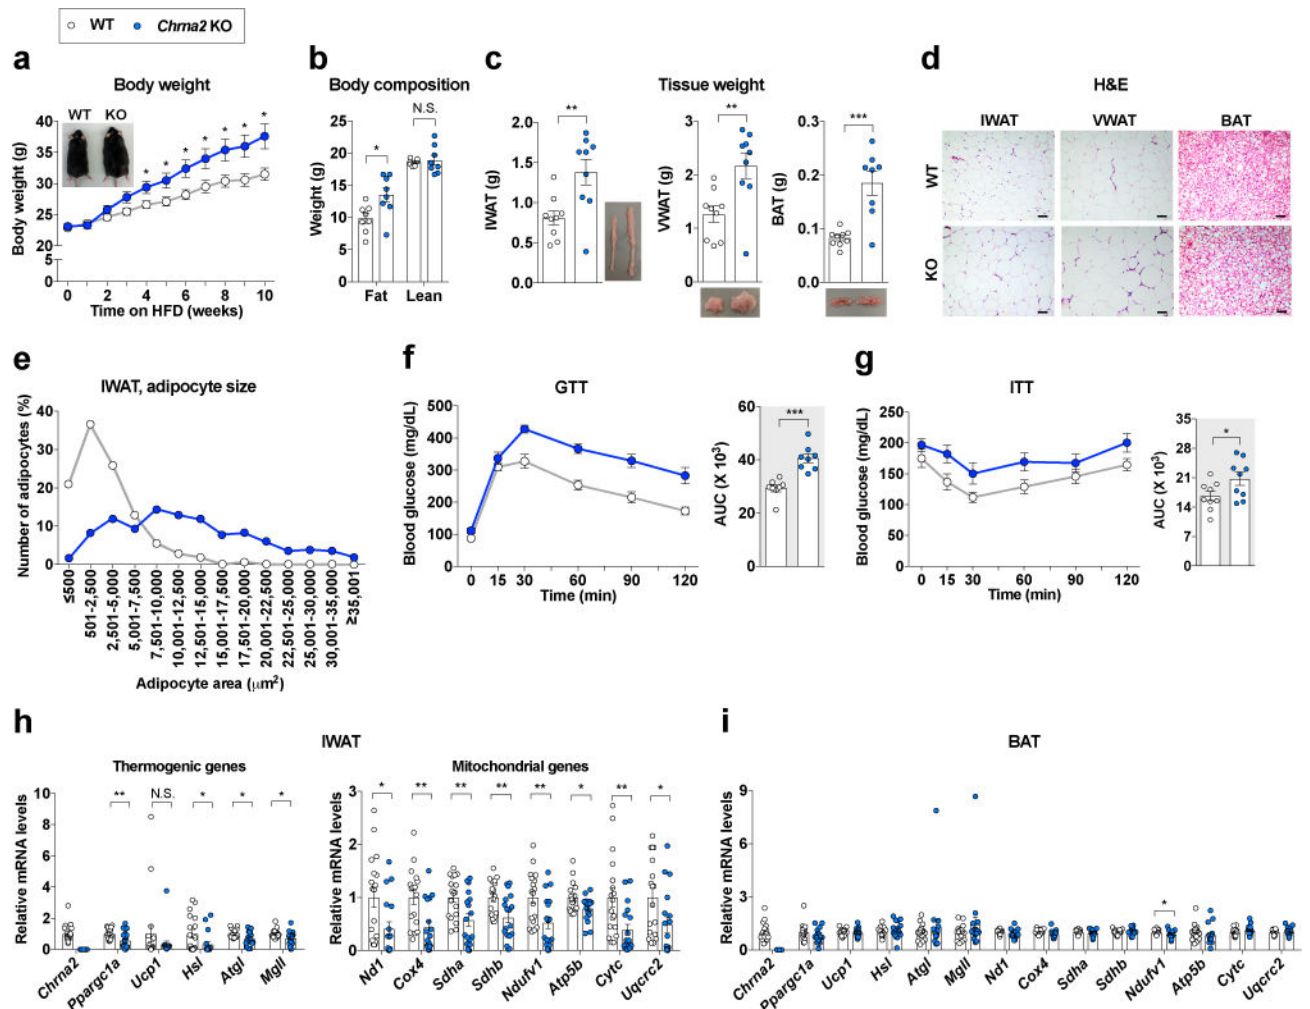 WT Chrna2 KO
a
Body weight
WT KO
Body weight (g)
40
35
30
25
20
5
0
* * * * * * *
0 2 4 6 8 10
Time on HFD (weeks)
b
Body composition
Weight (g)
25
20
15
10
5
0
*
N.S.
Fat Lean
c
Tissue weight
IWAT (g)
2.0
1.5
1.0
0.5
0.0
**
VWAT (g)
3
2
1
0
**
BAT (g)
0.3
0.2
0.1
0.0
***
d
H&E
IWAT VWAT BAT
WT
KO
e
IWAT, adipocyte size
Number of adipocytes (%)
40
30
20
10
0
≤500
501-2,500
2,501-5,000
5,001-7,500
7,501-10,000
10,001-12,500
12,501-15,000
15,001-17,500
17,501-20,000
20,001-22,500
22,501-25,000
25,001-30,000
30,001-35,000
≥35,001
Adipocyte area (μm²)
f
GTT
Blood glucose (mg/dL)
500
400
300
200
100
0
0 15 30 60 90 120
Time (min)
AUC (X 10³)
60
40
20
0
***
g
ITT
Blood glucose (mg/dL)
250
200
150
100
50
0
0 15 30 60 90 120
Time (min)
AUC (X 10³)
35
28
21
14
7
0
*
h
IWAT
Thermogenic genes
Relative mRNA levels
10
8
6
4
2
0
** N.S. * * *
Chrna2 Ppargc1a Ucp1 Hsl Atgl Mgll
Mitochondrial genes
Relative mRNA levels
3
2
1
0
* ** ** ** ** * ** *
Nd1 Cox4 Sdha Sdhb Ndufv1 Atp5b Cytc Uqcrc2
i
BAT
Relative mRNA levels
9
6
3
0
*
Chrna2 Ppargc1a Ucp1 Hsl Atgl Mgll Nd1 Cox4 Sdha Sdhb Ndufv1 Atp5b Cytc Uqcrc2